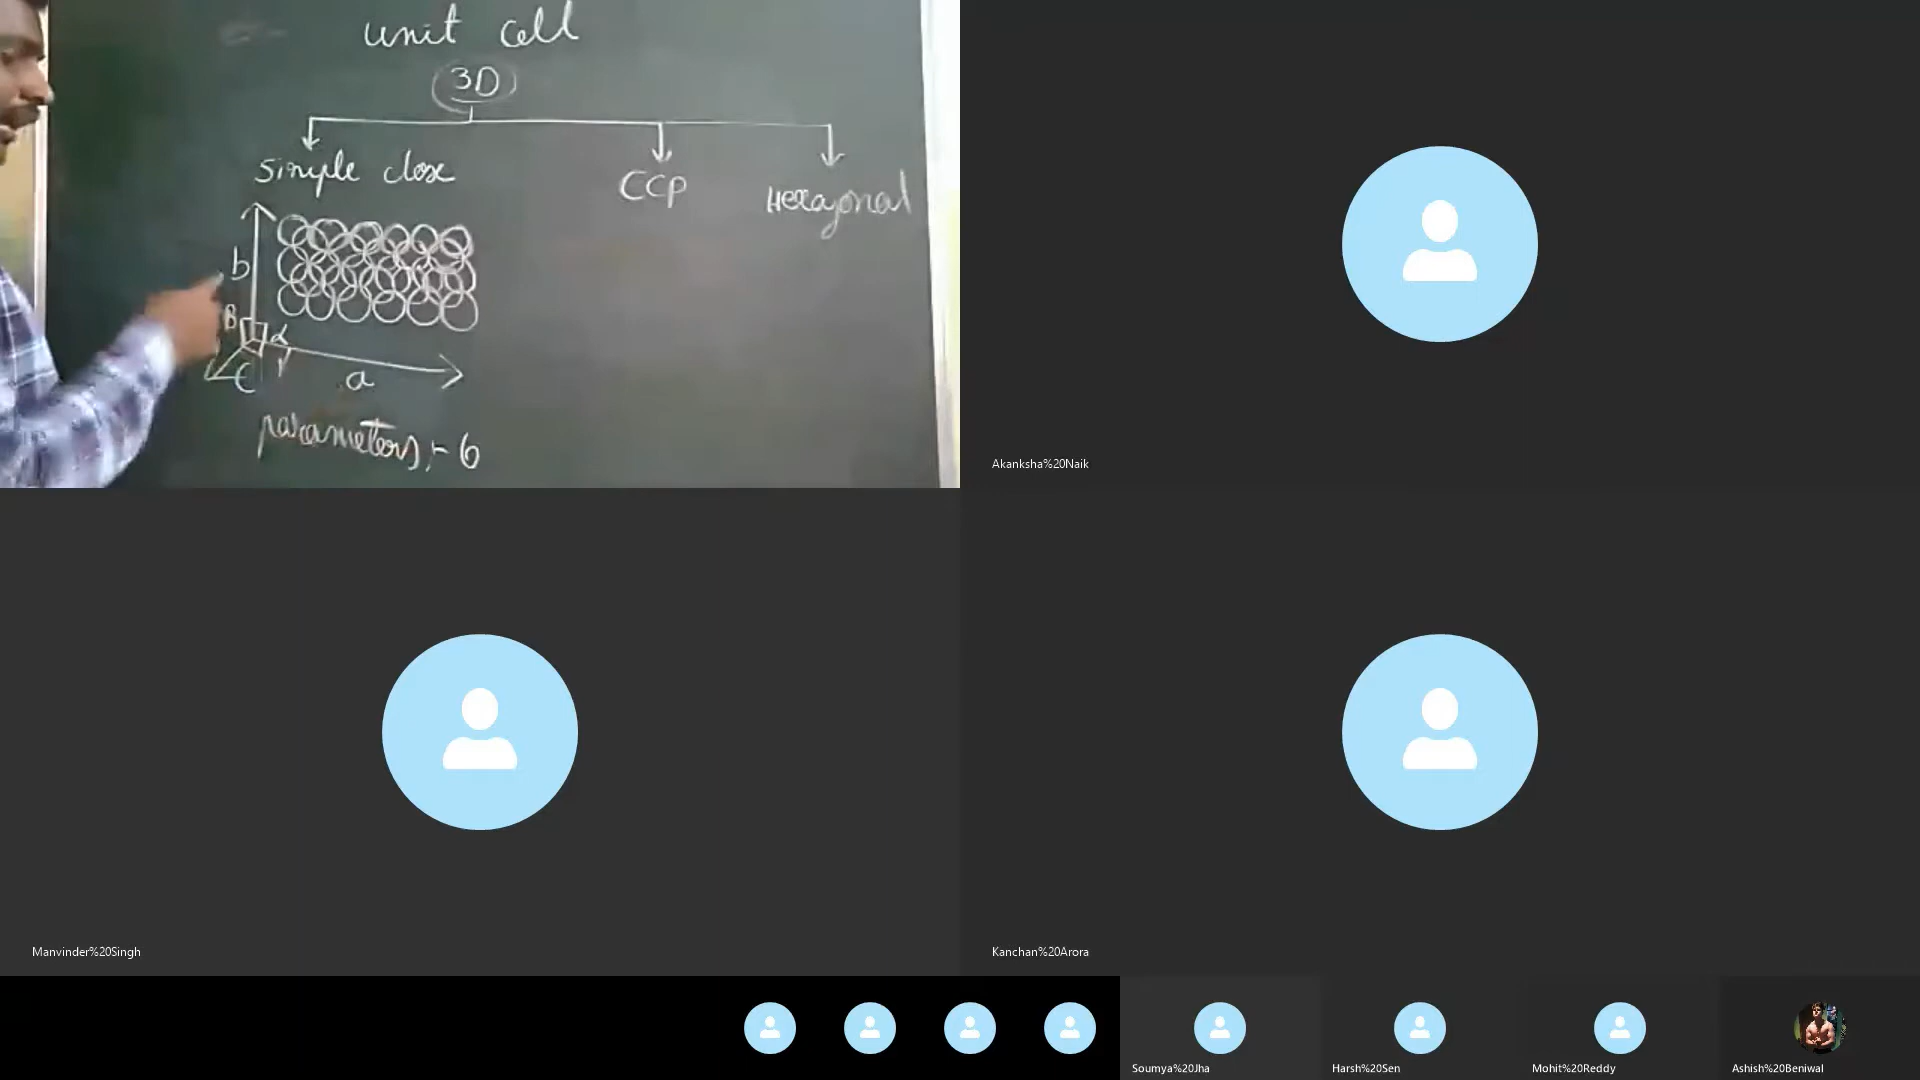 unit cell
3D
simple close
CCP
Hexagonal
b
B
α
C
a
parameters :- 6
Akanksha%20Naik
Manvinder%20Singh
Kanchan%20Arora
Soumya%20Jha
Harsh%20Sen
Mohit%20Reddy
Ashish%20Beniwal